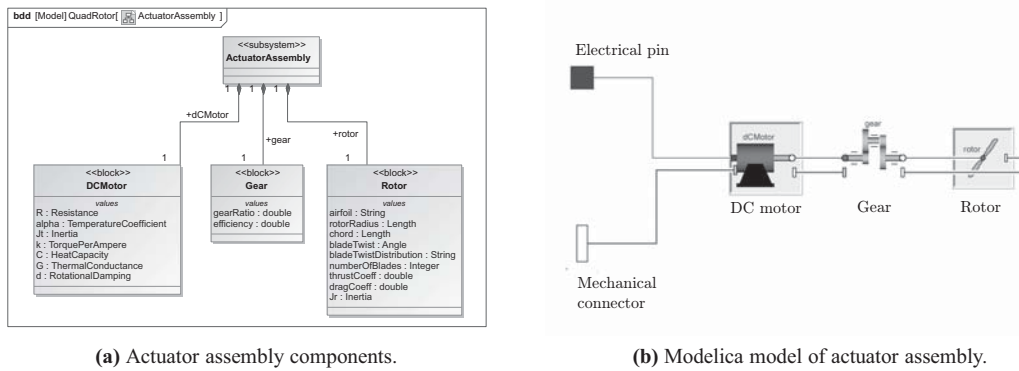 bdd [Model] QuadRotor[ ActuatorAssembly ]
<<subsystem>>
ActuatorAssembly
1 1 1
+dCMotor
+gear
+rotor
1 1 1
<<block>>
DCMotor
values
R : Resistance
alpha : TemperatureCoefficient
Jt : Inertia
k : TorquePerAmpere
C : HeatCapacity
G : ThermalConductance
d : RotationalDamping
<<block>>
Gear
values
gearRatio : double
efficiency : double
<<block>>
Rotor
values
airfoil : String
rotorRadius : Length
chord : Length
bladeTwist : Angle
bladeTwistDistribution : String
numberOfBlades : Integer
thrustCoeff : double
dragCoeff : double
Jr : Inertia
(a) Actuator assembly components.
Electrical pin
dCMotor
gear
rotor
DC motor
Gear
Rotor
Mechanical
connector
(b) Modelica model of actuator assembly.